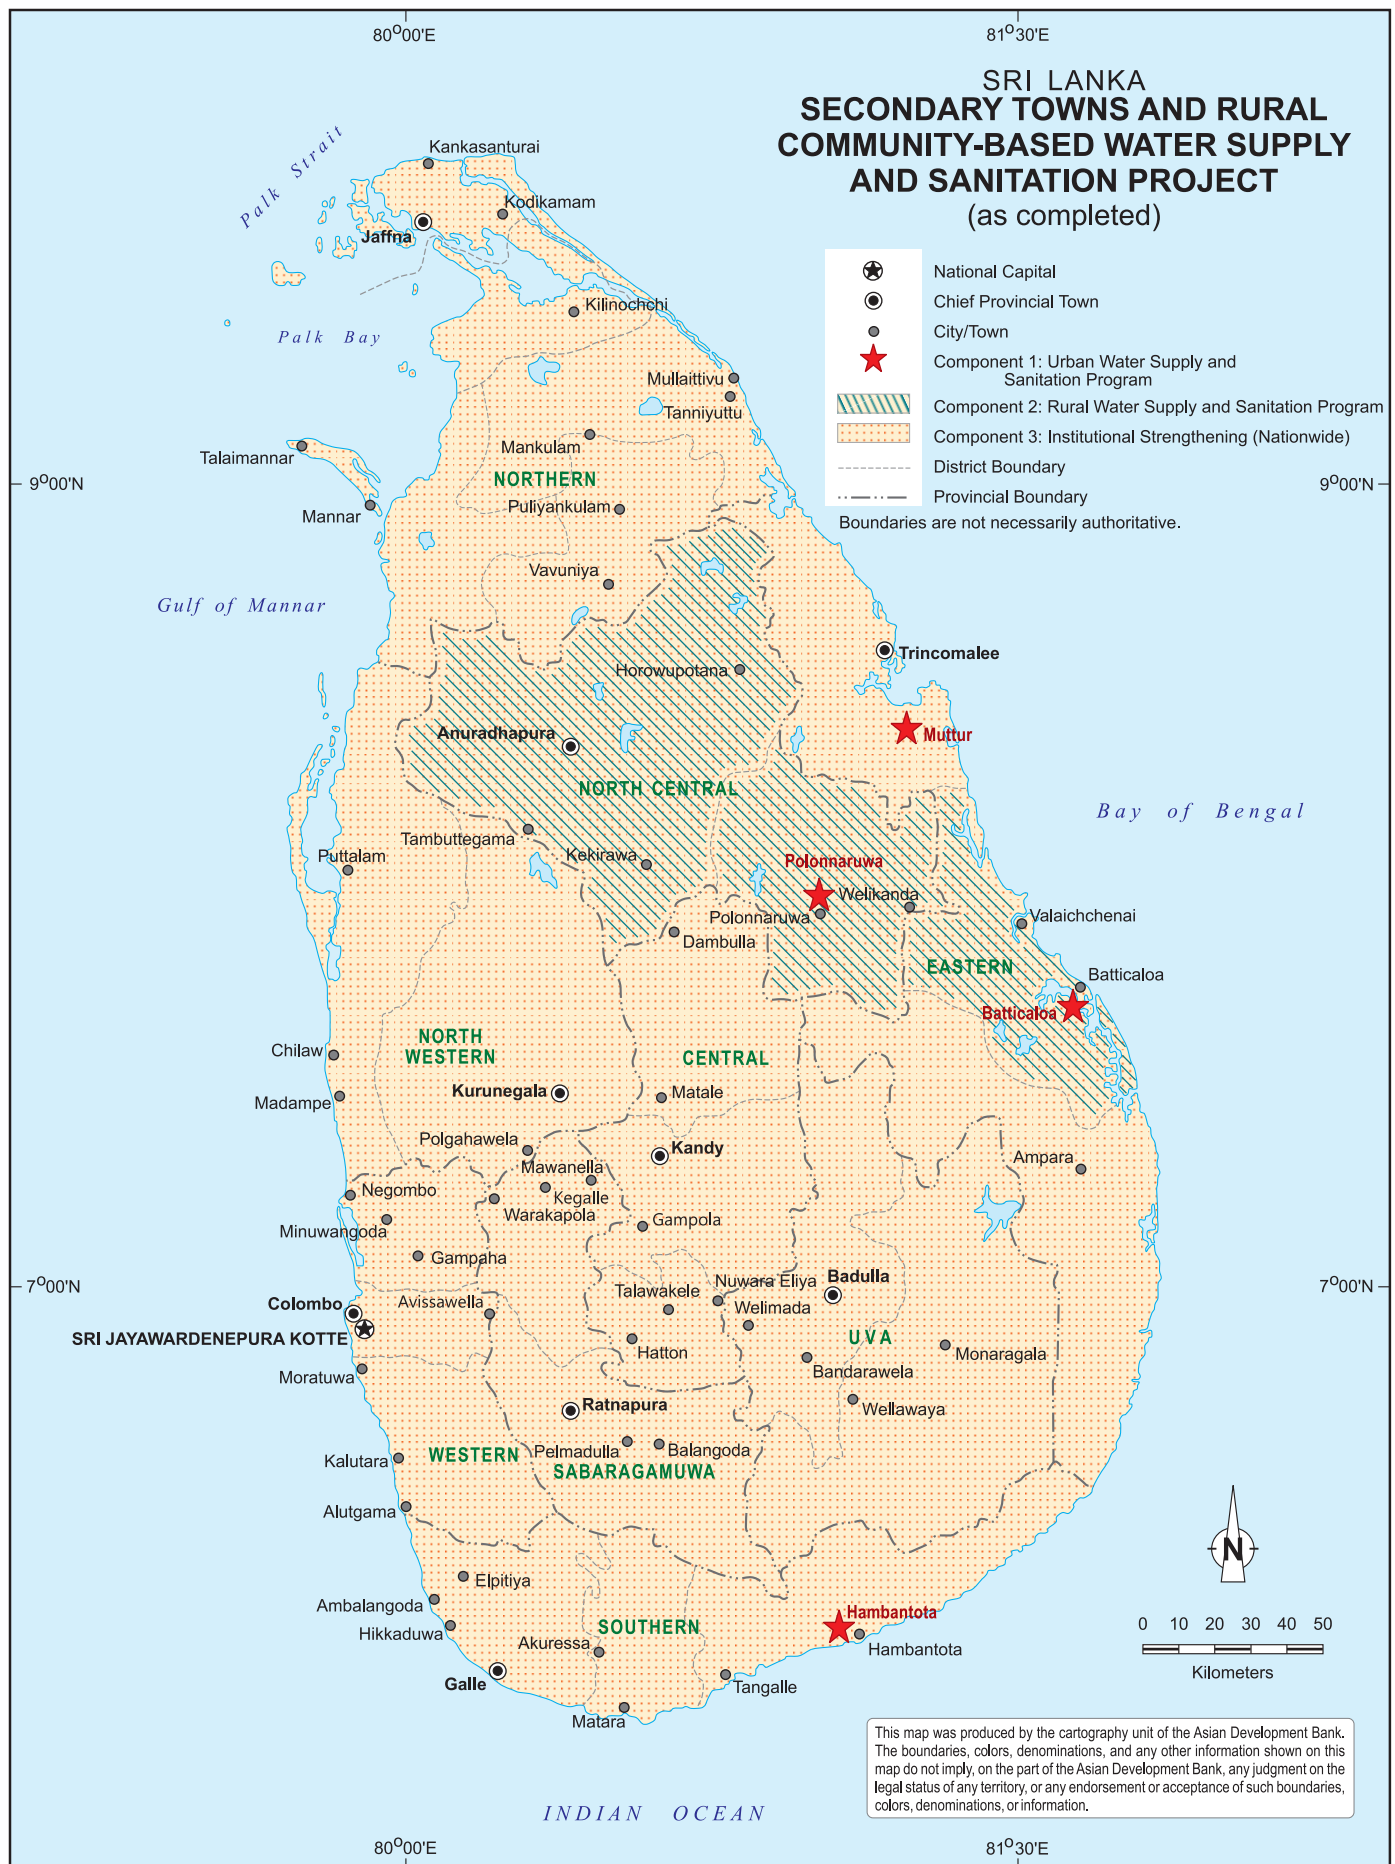 80°00'E
81°30'E
SRI LANKA
SECONDARY TOWNS AND RURAL
COMMUNITY-BASED WATER SUPPLY
AND SANITATION PROJECT
(as completed)
National Capital
Chief Provincial Town
City/Town
Component 1: Urban Water Supply and
Sanitation Program
Component 2: Rural Water Supply and Sanitation Program
Component 3: Institutional Strengthening (Nationwide)
District Boundary
Provincial Boundary
Boundaries are not necessarily authoritative.
Palk Strait
Kankasanturai
Kodikamam
Jaffna
Kilinochchi
Palk Bay
Mullaittivu
Tanniyuttu
Mankulam
Talaimannar
NORTHERN
9°00'N
9°00'N
Puliyankulam
Mannar
Vavuniya
Gulf of Mannar
Trincomalee
Horowupotana
Anuradhapura
Muttur
NORTH CENTRAL
Bay of Bengal
Tambuttegama
Puttalam
Kekirawa
Polonnaruwa
Welikanda
Polonnaruwa
Valaichchenai
Dambulla
EASTERN
Batticaloa
Batticaloa
NORTH
WESTERN
Chilaw
CENTRAL
Kurunegala
Matale
Madampe
Polgahawela
Kandy
Mawanella
Ampara
Negombo
Kegalle
Warakapola
Minuwangoda
Gampola
Gampaha
7°00'N
7°00'N
Nuwara Eliya
Badulla
Talawakele
Colombo
Avissawella
Welimada
SRI JAYAWARDENEPURA KOTTE
UVA
Hatton
Monaragala
Moratuwa
Bandarawela
Ratnapura
Wellawaya
WESTERN
Pelmadulla
Balangoda
Kalutara
SABARAGAMUWA
Alutgama
N
Elpitiya
Ambalangoda
Hambantota
Hikkaduwa
SOUTHERN
Akuressa
Hambantota
0 10 20 30 40 50
Kilometers
Galle
Tangalle
Matara
This map was produced by the cartography unit of the Asian Development Bank.
The boundaries, colors, denominations, and any other information shown on this
map do not imply, on the part of the Asian Development Bank, any judgment on the
legal status of any territory, or any endorsement or acceptance of such boundaries,
colors, denominations, or information.
INDIAN OCEAN
80°00'E
81°30'E